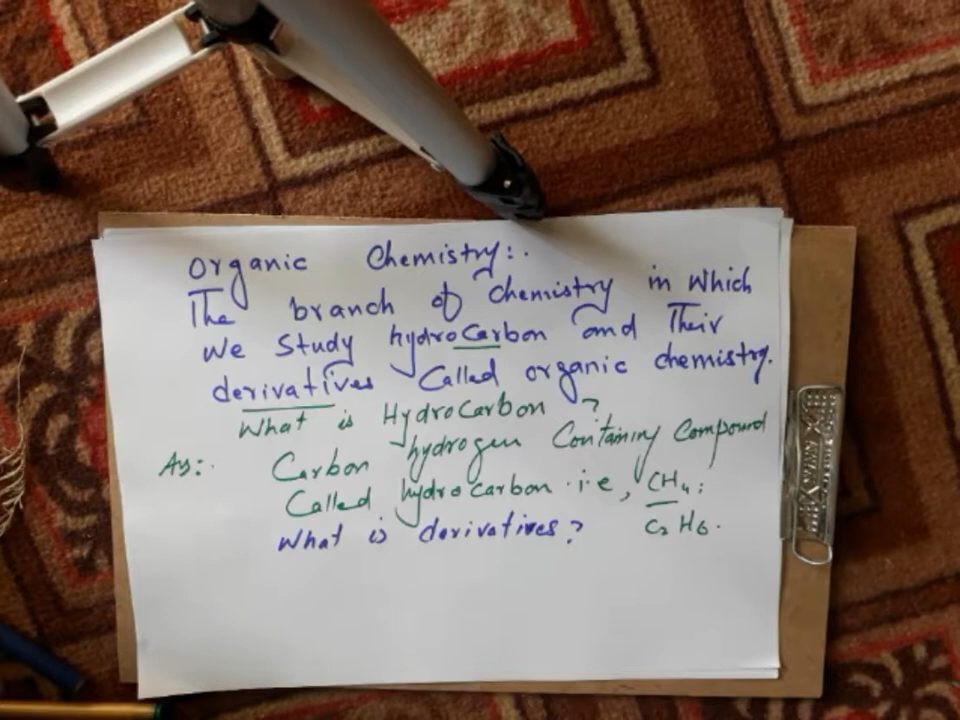 Organic Chemistry:.
The branch of chemistry in which
we study hydrocarbon and Their
derivatives Called organic chemistry.
What is HydroCarbon ?
As:. Carbon hydrogen Containing Compound
Called hydrocarbon i.e, CH4;
What is derivatives? C2H6.